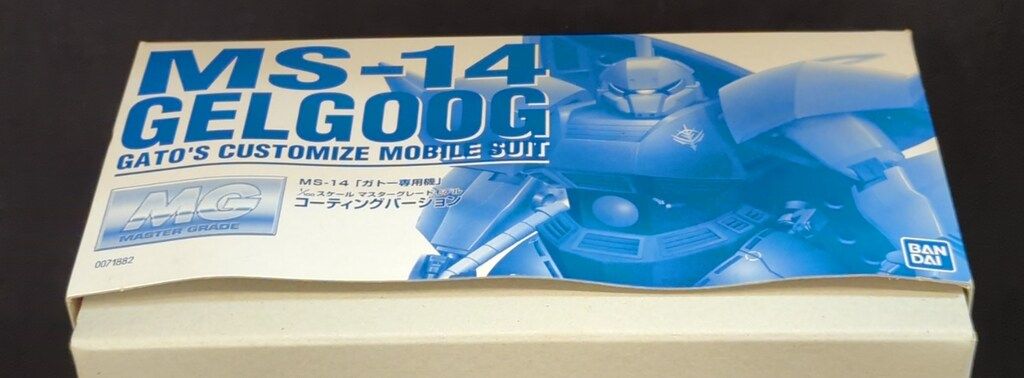 MS-14
GELGOOG
GATO'S CUSTOMIZE MOBILE SUIT
MG
MASTER GRADE
MS-14「ガトー専用機」
1/100スケール マスターグレードモデル
コーティングバージョン
0071882
BAN
DAI